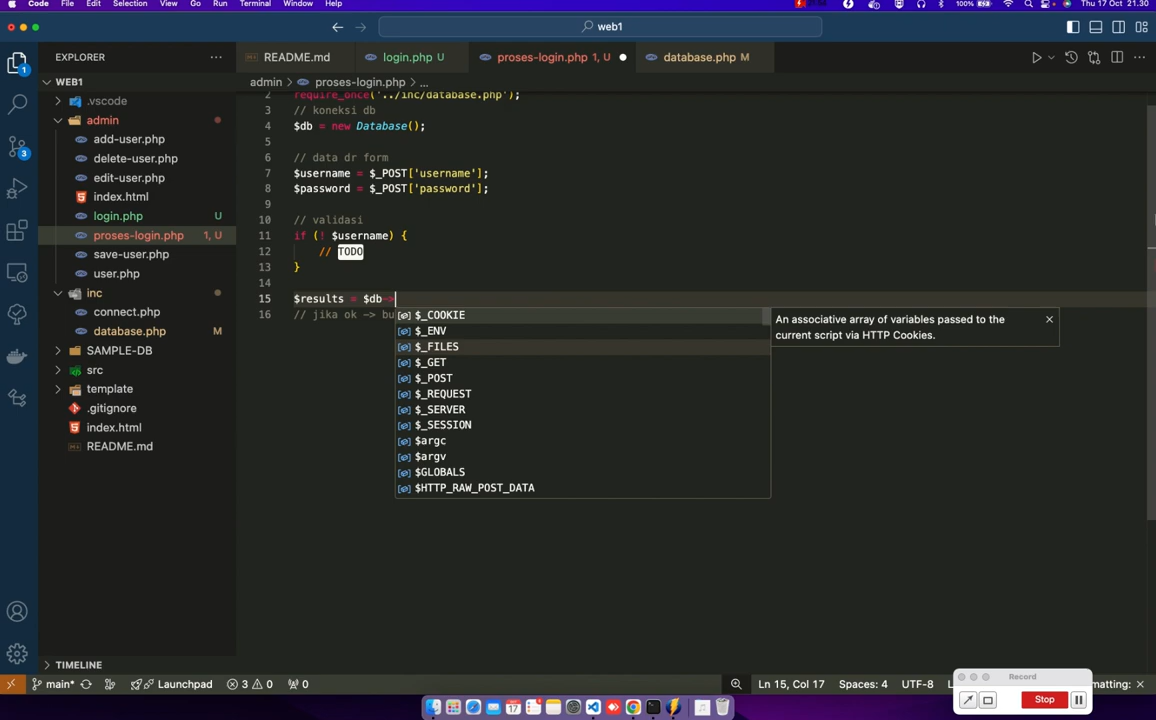 Code File Edit Selection View Go Run Terminal Window Help 100% Thu 17 Oct 21.30
web1
EXPLORER ··· README.md login.php U proses-login.php 1, U database.php M
WEB1 admin > proses-login.php > ...
.vscode
admin
add-user.php
delete-user.php
edit-user.php
index.html
login.php U
proses-login.php 1, U
save-user.php
user.php
inc
connect.php
database.php M
SAMPLE-DB
src
template
.gitignore
index.html
README.md
TIMELINE
2 require_once('../inc/database.php');
3 // koneksi db
4 $db = new Database();
5
6 // data dr form
7 $username = $_POST['username'];
8 $password = $_POST['password'];
9
10 // validasi
11 if (! $username) {
12 // TODO
13 }
14
15 $results = $db->
16 // jika ok -> bu
$_COOKIE
$_ENV
$_FILES
$_GET
$_POST
$_REQUEST
$_SERVER
$_SESSION
$argc
$argv
$GLOBALS
$HTTP_RAW_POST_DATA
An associative array of variables passed to the
current script via HTTP Cookies.
1
3
Record
Stop
main* Launchpad 3 0 0 Ln 15, Col 17 Spaces: 4 UTF-8 matting: